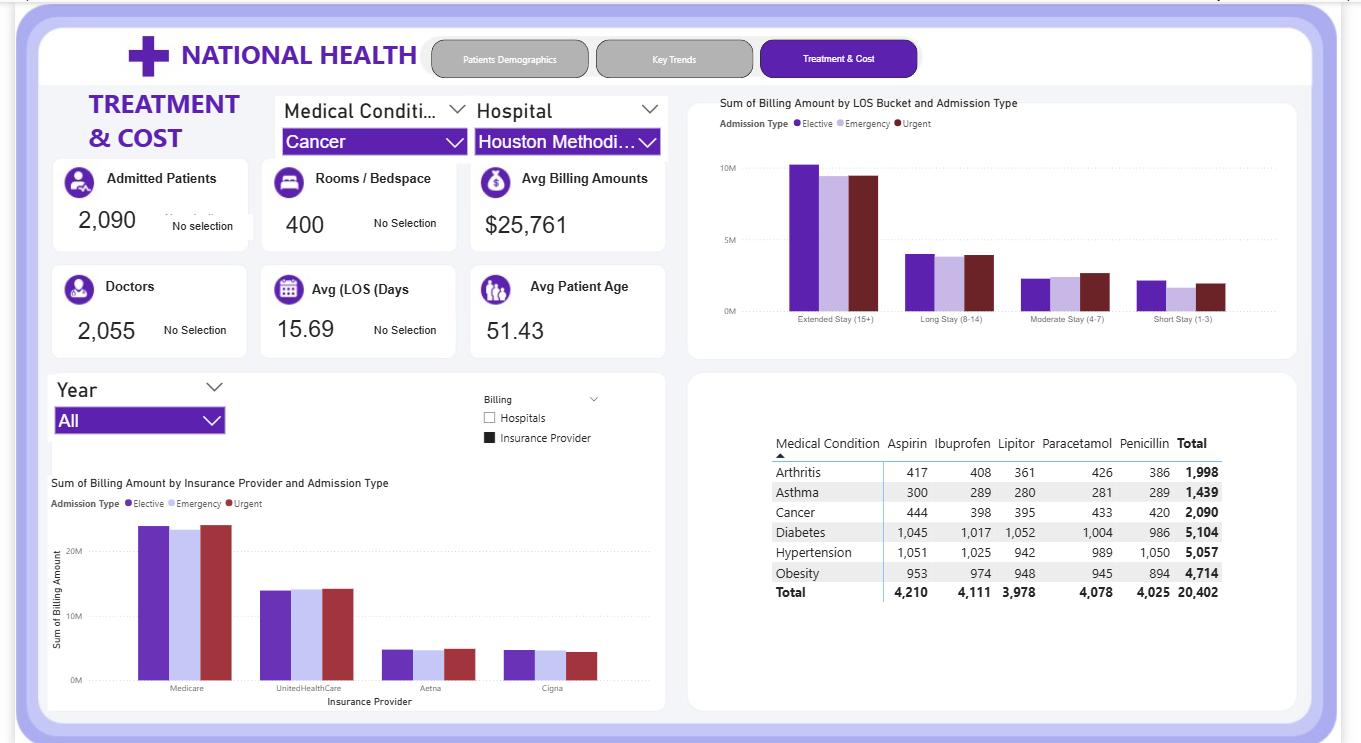 NATIONAL HEALTH
Patients Demographics
Key Trends
Treatment & Cost
TREATMENT
& COST
Medical Conditi...
Cancer
Hospital
Houston Methodi...
Admitted Patients
2,090
No selection
Rooms / Bedspace
400
No Selection
Avg Billing Amounts
$25,761
Doctors
2,055
No Selection
Avg (LOS (Days
15.69
No Selection
Avg Patient Age
51.43
Sum of Billing Amount by LOS Bucket and Admission Type
Admission Type Elective Emergency Urgent
10M
5M
0M
Extended Stay (15+) Long Stay (8-14) Moderate Stay (4-7) Short Stay (1-3)
Year
All
Billing
Hospitals
Insurance Provider
Sum of Billing Amount by Insurance Provider and Admission Type
Admission Type Elective Emergency Urgent
Sum of Billing Amount
20M
10M
0M
Medicare UnitedHealthCare Aetna Cigna
Insurance Provider
Medical Condition Aspirin Ibuprofen Lipitor Paracetamol Penicillin Total
Arthritis 417 408 361 426 386 1,998
Asthma 300 289 280 281 289 1,439
Cancer 444 398 395 433 420 2,090
Diabetes 1,045 1,017 1,052 1,004 986 5,104
Hypertension 1,051 1,025 942 989 1,050 5,057
Obesity 953 974 948 945 894 4,714
Total 4,210 4,111 3,978 4,078 4,025 20,402